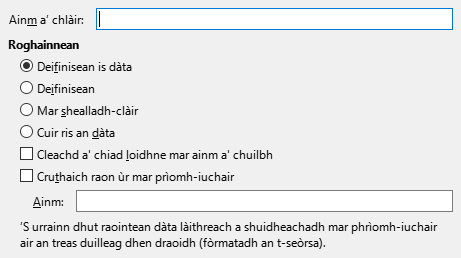 Ainm a' chlàir:
Roghainnean
Deifinisean is dàta
Deifinisean
Mar shealladh-clàir
Cuir ris an dàta
Cleachd a' chiad loidhne mar ainm a' chuilbh
Cruthaich raon ùr mar prìomh-iuchair
Ainm:
'S urrainn dhut raointean dàta làithreach a shuidheachadh mar phrìomh-iuchair
air an treas duilleag dhen draoidh (fòrmatadh an t-seòrsa).